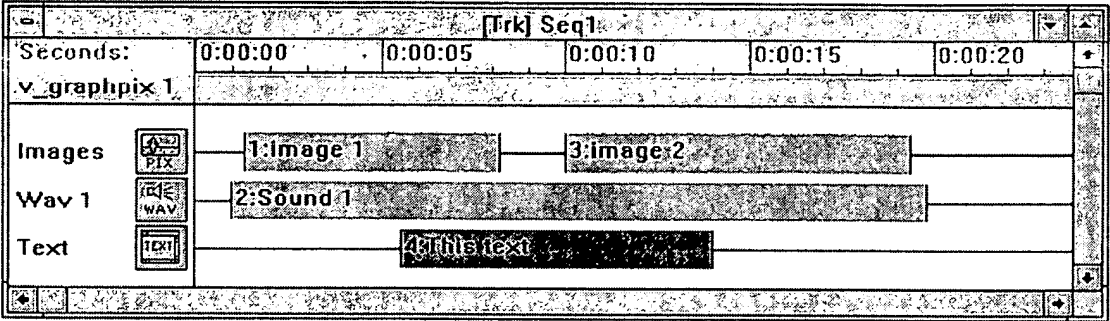 [Trk] Seq1
Seconds: 0:00:00 0:00:05 0:00:10 0:00:15 0:00:20
v_graphpix 1
Images PIX 1:Image 1 3:image 2
Wav 1 WAV 2:Sound 1
Text TEXT 4:This text